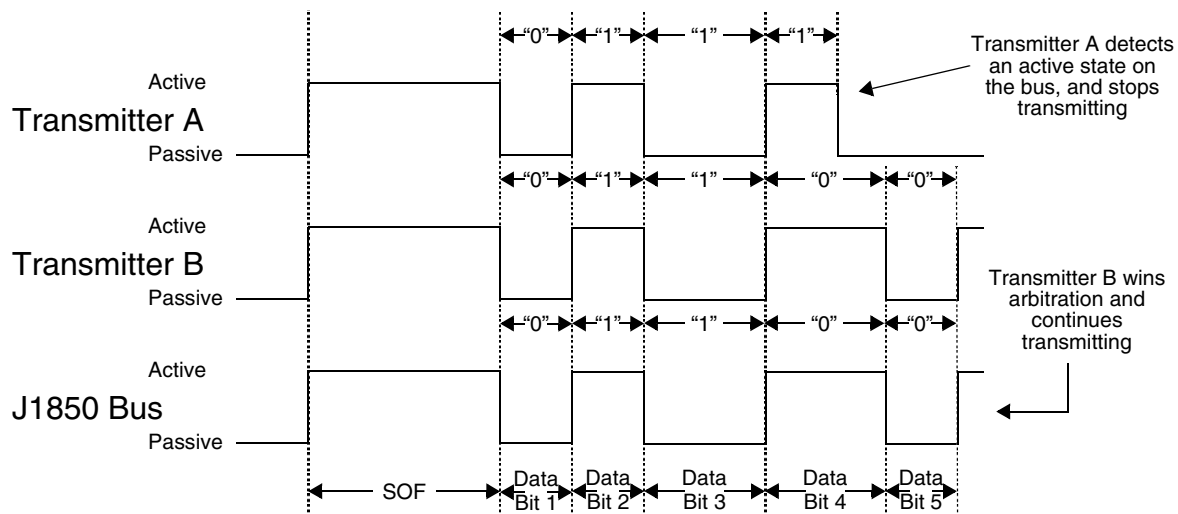 “0” “1” “1” “1”
Transmitter A detects
an active state on
the bus, and stops
transmitting
Active
Transmitter A
Passive
“0” “1” “1” “0” “0”
Active
Transmitter B
Passive
Transmitter B wins
arbitration and
continues
transmitting
“0” “1” “1” “0” “0”
Active
J1850 Bus
Passive
SOF
Data
Bit 1
Data
Bit 2
Data
Bit 3
Data
Bit 4
Data
Bit 5